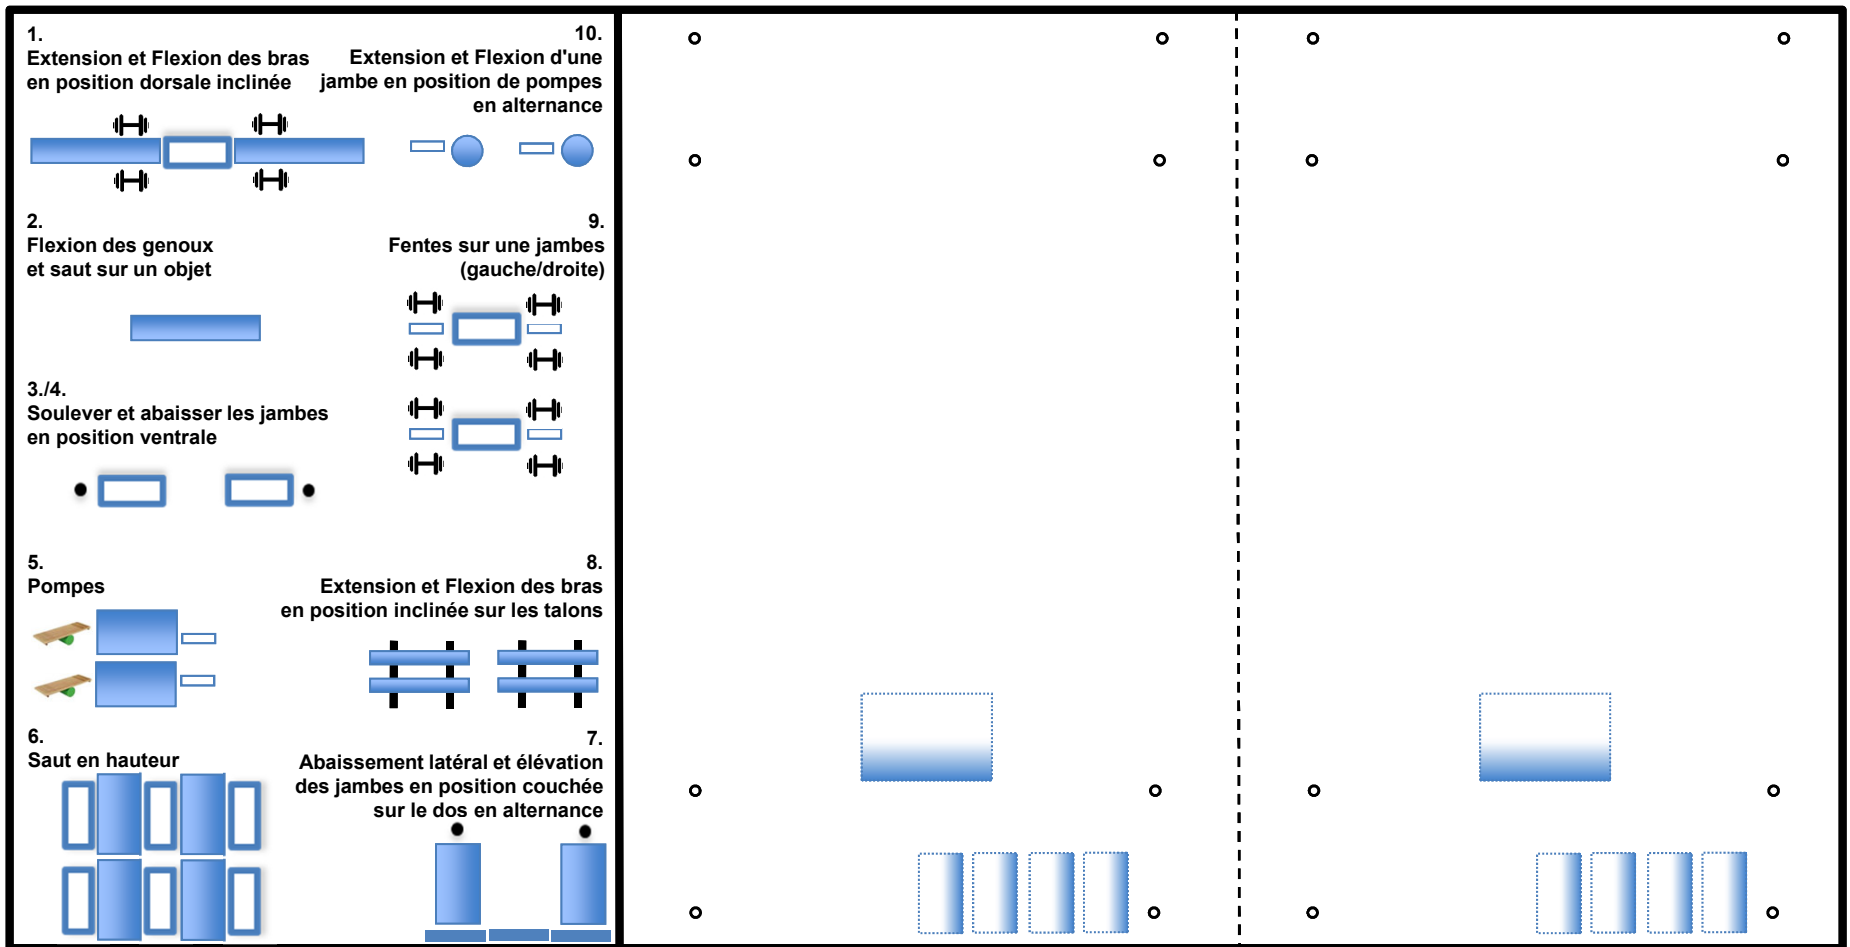 1.
Extension et Flexion des bras
en position dorsale inclinée
10.
Extension et Flexion d'une
jambe en position de pompes
en alternance
2.
Flexion des genoux
et saut sur un objet
9.
Fentes sur une jambes
(gauche/droite)
3./4.
Soulever et abaisser les jambes
en position ventrale
5.
Pompes
8.
Extension et Flexion des bras
en position inclinée sur les talons
6.
Saut en hauteur
7.
Abaissement latéral et élévation
des jambes en position couchée
sur le dos en alternance